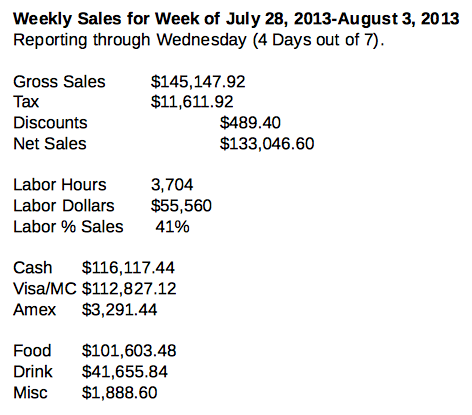 Weekly Sales for Week of July 28, 2013-August 3, 2013
Reporting through Wednesday (4 Days out of 7).
Gross Sales $145,147.92
Tax $11,611.92
Discounts $489.40
Net Sales $133,046.60
Labor Hours 3,704
Labor Dollars $55,560
Labor % Sales 41%
Cash $116,117.44
Visa/MC $112,827.12
Amex $3,291.44
Food $101,603.48
Drink $41,655.84
Misc $1,888.60